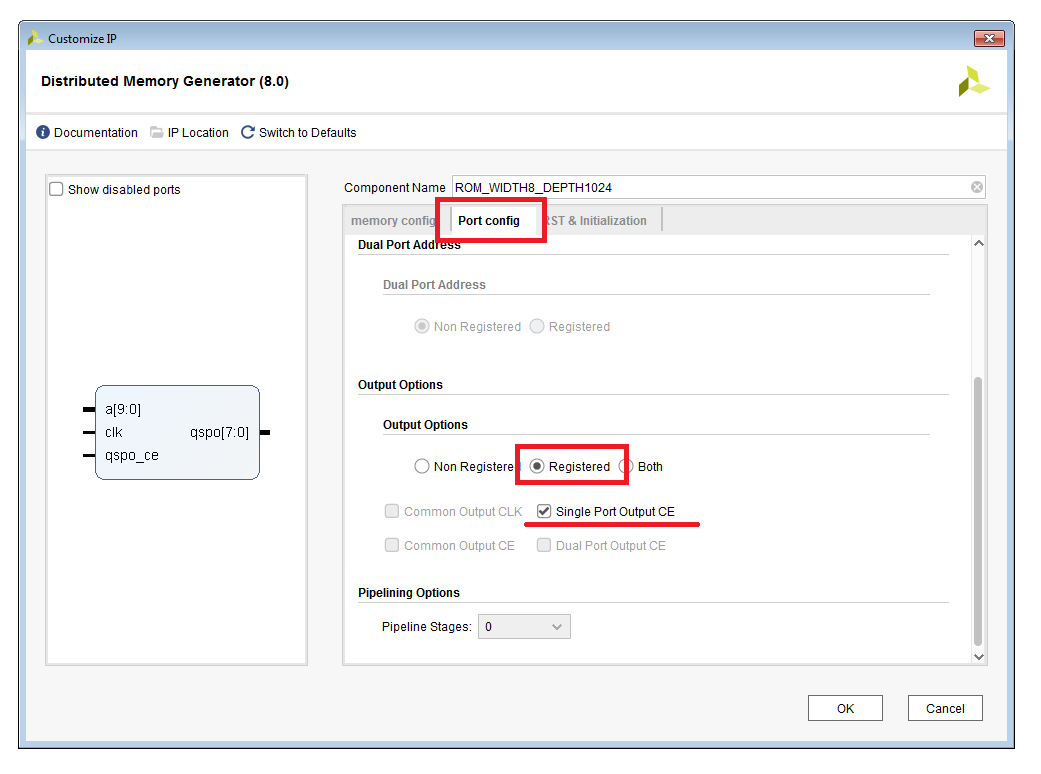 Customize IP
Distributed Memory Generator (8.0)
Documentation IP Location Switch to Defaults
Show disabled ports
a[9:0]
clk qspo[7:0]
qspo_ce
Component Name ROM_WIDTH8_DEPTH1024
memory config Port config RST & Initialization
Dual Port Address
Dual Port Address
Non Registered Registered
Output Options
Output Options
Non Registered Registered Both
Common Output CLK Single Port Output CE
Common Output CE Dual Port Output CE
Pipelining Options
Pipeline Stages: 0
OK Cancel